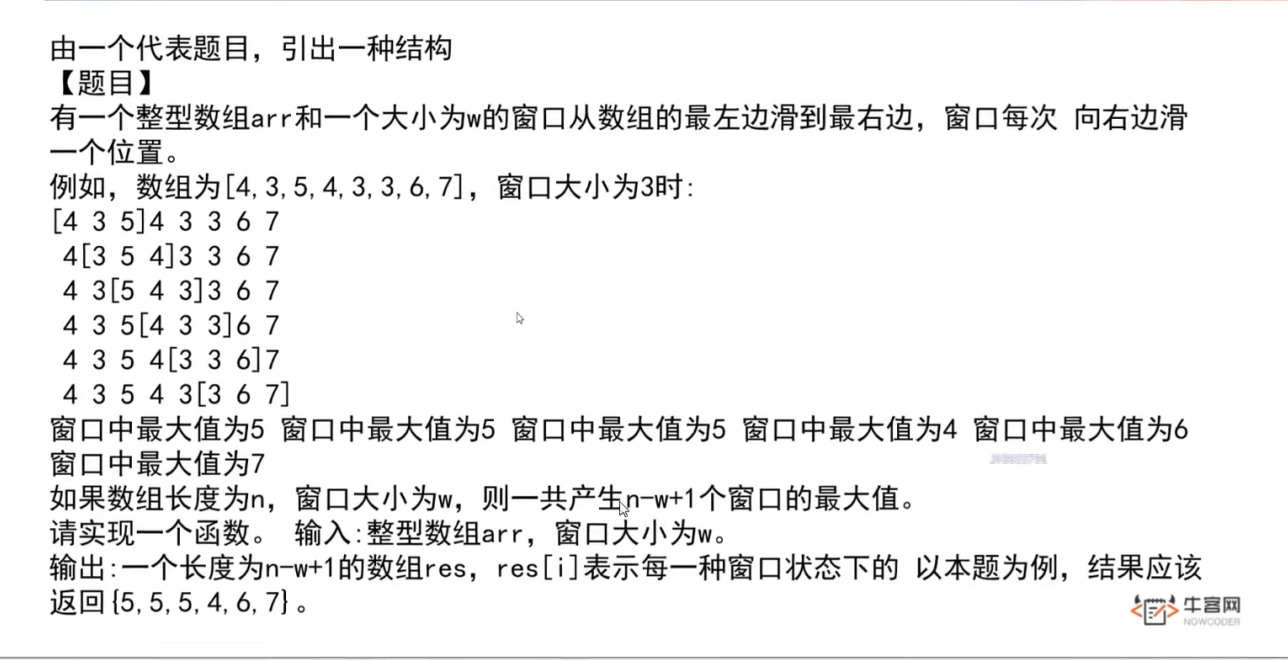 由一个代表题目，引出一种结构
【题目】
有一个整型数组arr和一个大小为w的窗口从数组的最左边滑到最右边，窗口每次 向右边滑
一个位置。
例如，数组为[4,3,5,4,3,3,6,7]，窗口大小为3时:
[4 3 5]4 3 3 6 7
4[3 5 4]3 3 6 7
4 3[5 4 3]3 6 7
4 3 5[4 3 3]6 7
4 3 5 4[3 3 6]7
4 3 5 4 3[3 6 7]
窗口中最大值为5 窗口中最大值为5 窗口中最大值为5 窗口中最大值为4 窗口中最大值为6
窗口中最大值为7
如果数组长度为n，窗口大小为w，则一共产生n-w+1个窗口的最大值。
请实现一个函数。 输入:整型数组arr，窗口大小为w。
输出:一个长度为n-w+1的数组res，res[i]表示每一种窗口状态下的 以本题为例，结果应该
返回{5,5,5,4,6,7}。
牛客网
NOWCODER